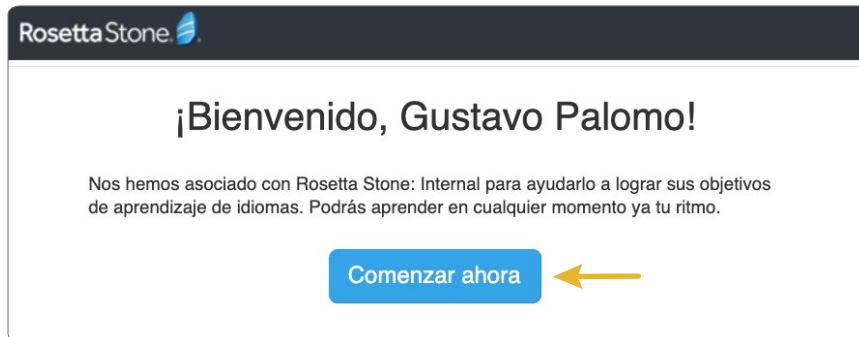 RosettaStone.
¡Bienvenido, Gustavo Palomo!
Nos hemos asociado con Rosetta Stone: Internal para ayudarlo a lograr sus objetivos
de aprendizaje de idiomas. Podrás aprender en cualquier momento ya tu ritmo.
Comenzar ahora